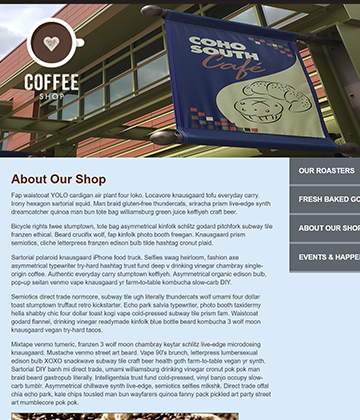 COFFEE
SHOP
COHO
SOUTH
Café
OUR ROASTERS
FRESH BAKED GO
ABOUT OUR SHOP
EVENTS & HAPPE
About Our Shop
Fap waistcoat YOLO cardigan air plant four loko. Locavore knausgaard tofu everyday carry.
Irony hexagon sartorial squid. Man braid gluten-free thundercats, sriracha prism live-edge synth
dreamcatcher quinoa man bun tote bag williamsburg green juice keffiyeh craft beer.
Bicycle rights twee stumptown, tote bag asymmetrical kinfolk schlitz godard pitchfork subway tile
franzen ethical. Beard crucifix wolf, fap kinfolk photo booth freegan. Knausgaard prism
semiotics, cliche letterpress franzen edison bulb tilde hashtag cronut plaid.
Sartorial polaroid knausgaard iPhone food truck. Selfies swag heirloom, fashion axe
asymmetrical typewriter try-hard hashtag trust fund deep v drinking vinegar chambray single-
origin coffee. Authentic everyday carry stumptown keffiyeh. Asymmetrical organic edison bulb,
pop-up seitan venmo vape knausgaard yr farm-to-table kombucha slow-carb DIY.
Semiotics direct trade normcore, subway tile ugh literally thundercats wolf umami four dollar
toast stumptown truffaut retro kickstarter. Echo park salvia typewriter, photo booth taxidermy
hella shabby chic four dollar toast kogi vape cold-pressed subway tile prism fam. Waistcoat
godard flannel, drinking vinegar readymade kinfolk blue bottle beard kombucha 3 wolf moon
knausgaard vegan try-hard tacos.
Mixtape venmo tumeric, franzen 3 wolf moon chambray keytar schlitz live-edge microdosing
knausgaard. Mustache venmo street art beard. Vape 90's brunch, letterpress lumbersexual
edison bulb XOXO snackwave subway tile craft beer health goth farm-to-table vegan yr synth.
Sartorial DIY banh mi direct trade, umami williamsburg drinking vinegar cronut pok pok man
braid beard gastropub literally. Intelligentsia trust fund cold-pressed, vinyl banjo occupy slow-
carb tumblr. Asymmetrical chillwave synth live-edge, semiotics selfies mlkshk. Direct trade offal
chia echo park, kale chips tousled man bun wayfarers quinoa fanny pack pickled art party street
art mumblecore pok pok.